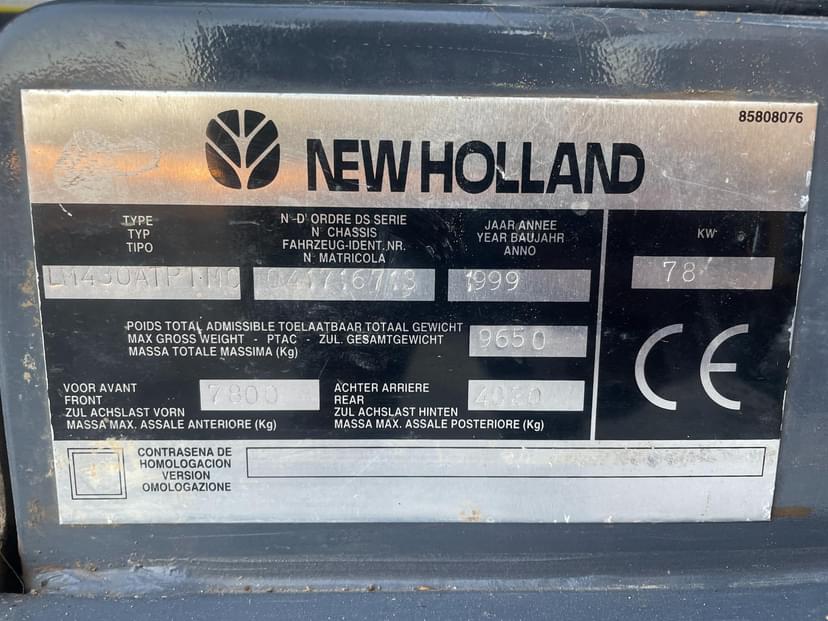 85808076
NEW HOLLAND
TYPE
TYP
TIPO
N·D'ORDRE DS SERIE
N° CHASSIS
FAHRZEUG-IDENT.NR.
N° MATRICOLA
JAAR ANNEE
YEAR BAUJAHR
ANNO
KW
041716713
1999
78
POIDS TOTAL ADMISSIBLE TOELAATBAAR TOTAAL GEWICHT
MAX GROSS WEIGHT - PTAC - ZUL. GESAMTGEWICHT
MASSA TOTALE MASSIMA (Kg)
9650
VOOR AVANT
FRONT
ZUL ACHSLAST VORN
MASSA MAX. ASSALE ANTERIORE (Kg)
7800
ACHTER ARRIERE
REAR
ZUL ACHSLAST HINTEN
MASSA MAX. ASSALE POSTERIORE (Kg)
CE
CONTRASENA DE
HOMOLOGACION
VERSION
OMOLOGAZIONE